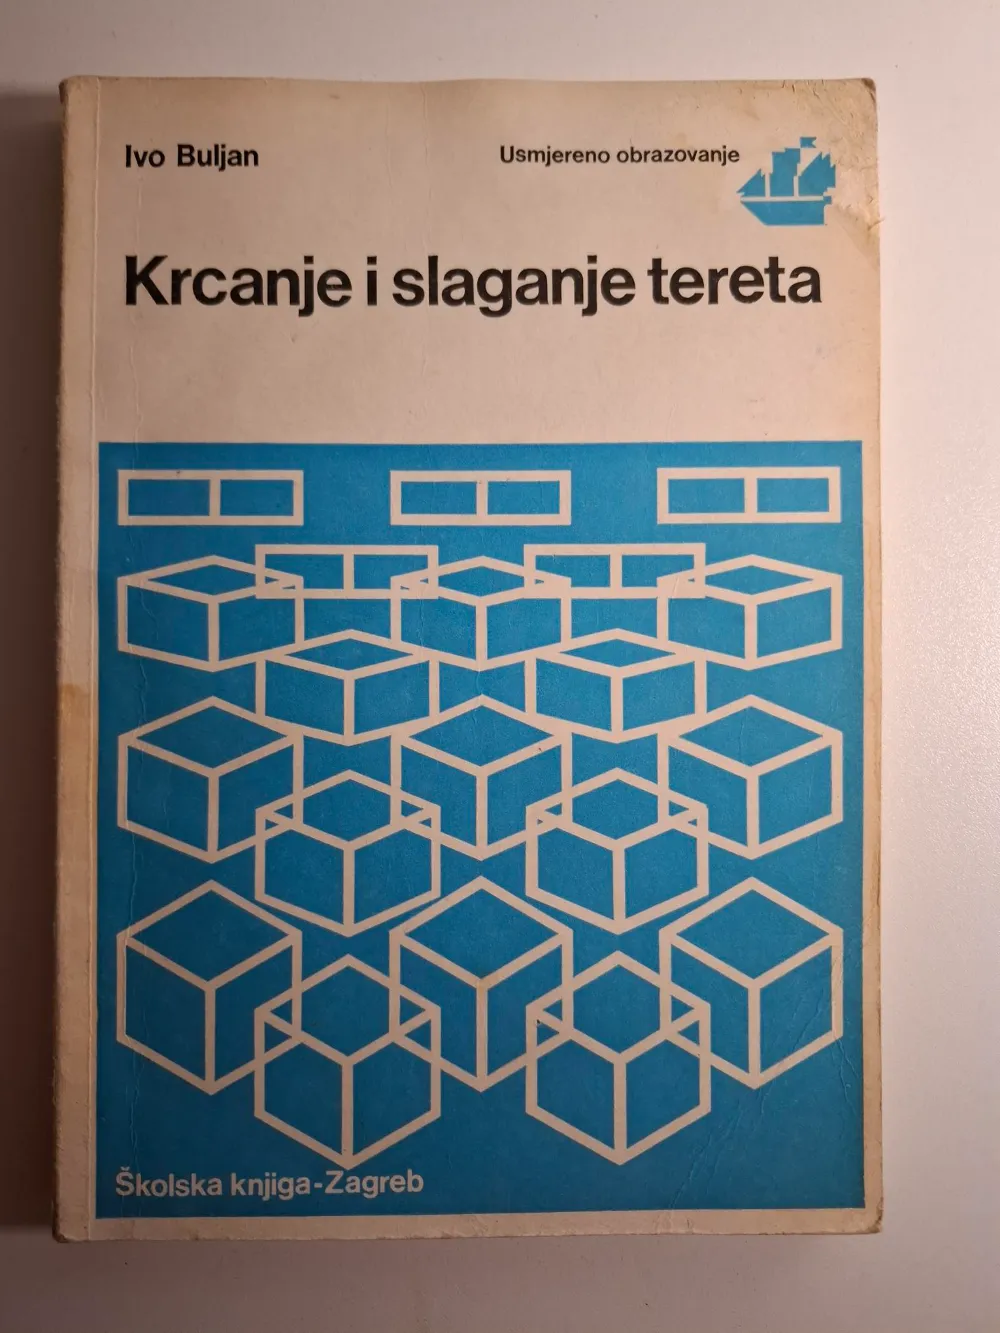 Ivo Buljan
Usmjereno obrazovanje
Krcanje i slaganje tereta
Školska knjiga-Zagreb